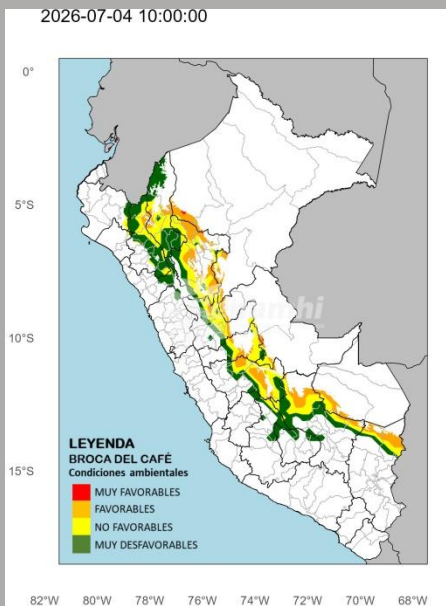 2026-07-04 10:00:00
0°
5°S
10°S
15°S
senamhi
LEYENDA
BROCA DEL CAFÉ
Condiciones ambientales
MUY FAVORABLES
FAVORABLES
NO FAVORABLES
MUY DESFAVORABLES
82°W 80°W 78°W 76°W 74°W 72°W 70°W 68°W